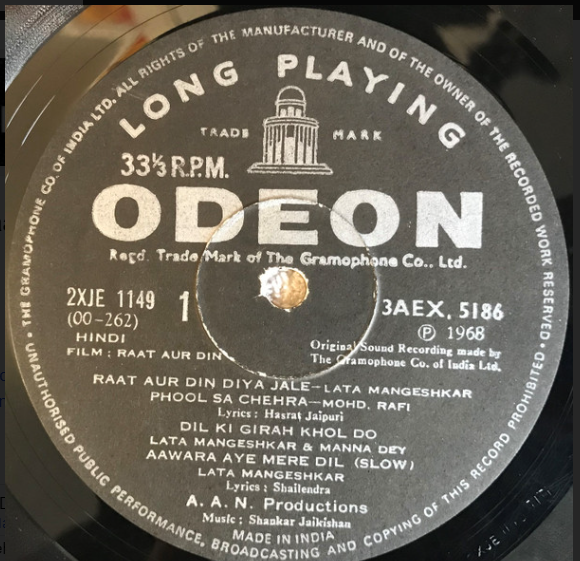 THE GRAMOPHONE CO. OF INDIA LTD. ALL RIGHTS OF THE MANUFACTURER AND OF THE OWNER OF THE RECORDED WORK RESERVED • UNAUTHORISED PUBLIC PERFORMANCE, BROADCASTING AND COPYING OF THIS RECORD PROHIBITED •
LONG PLAYING
TRADE MARK
33⅓ R.P.M.
ODEON
Regd. Trade Mark of The Gramophone Co., Ltd.
2XJE 1149 1 3AEX. 5186
(00-262) Ⓟ 1968
HINDI Original Sound Recording made by
FILM : RAAT AUR DIN The Gramophone Co. of India Ltd.
RAAT AUR DIN DIYA JALE—LATA MANGESHKAR
PHOOL SA CHEHRA—MOHD. RAFI
Lyrics : Hasrat Jaipuri
DIL KI GIRAH KHOL DO
LATA MANGESHKAR & MANNA DEY
AAWARA AYE MERE DIL (SLOW)
LATA MANGESHKAR
Lyrics : Shailendra
A. A. N. Productions
Music : Shankar Jaikishan
MADE IN INDIA